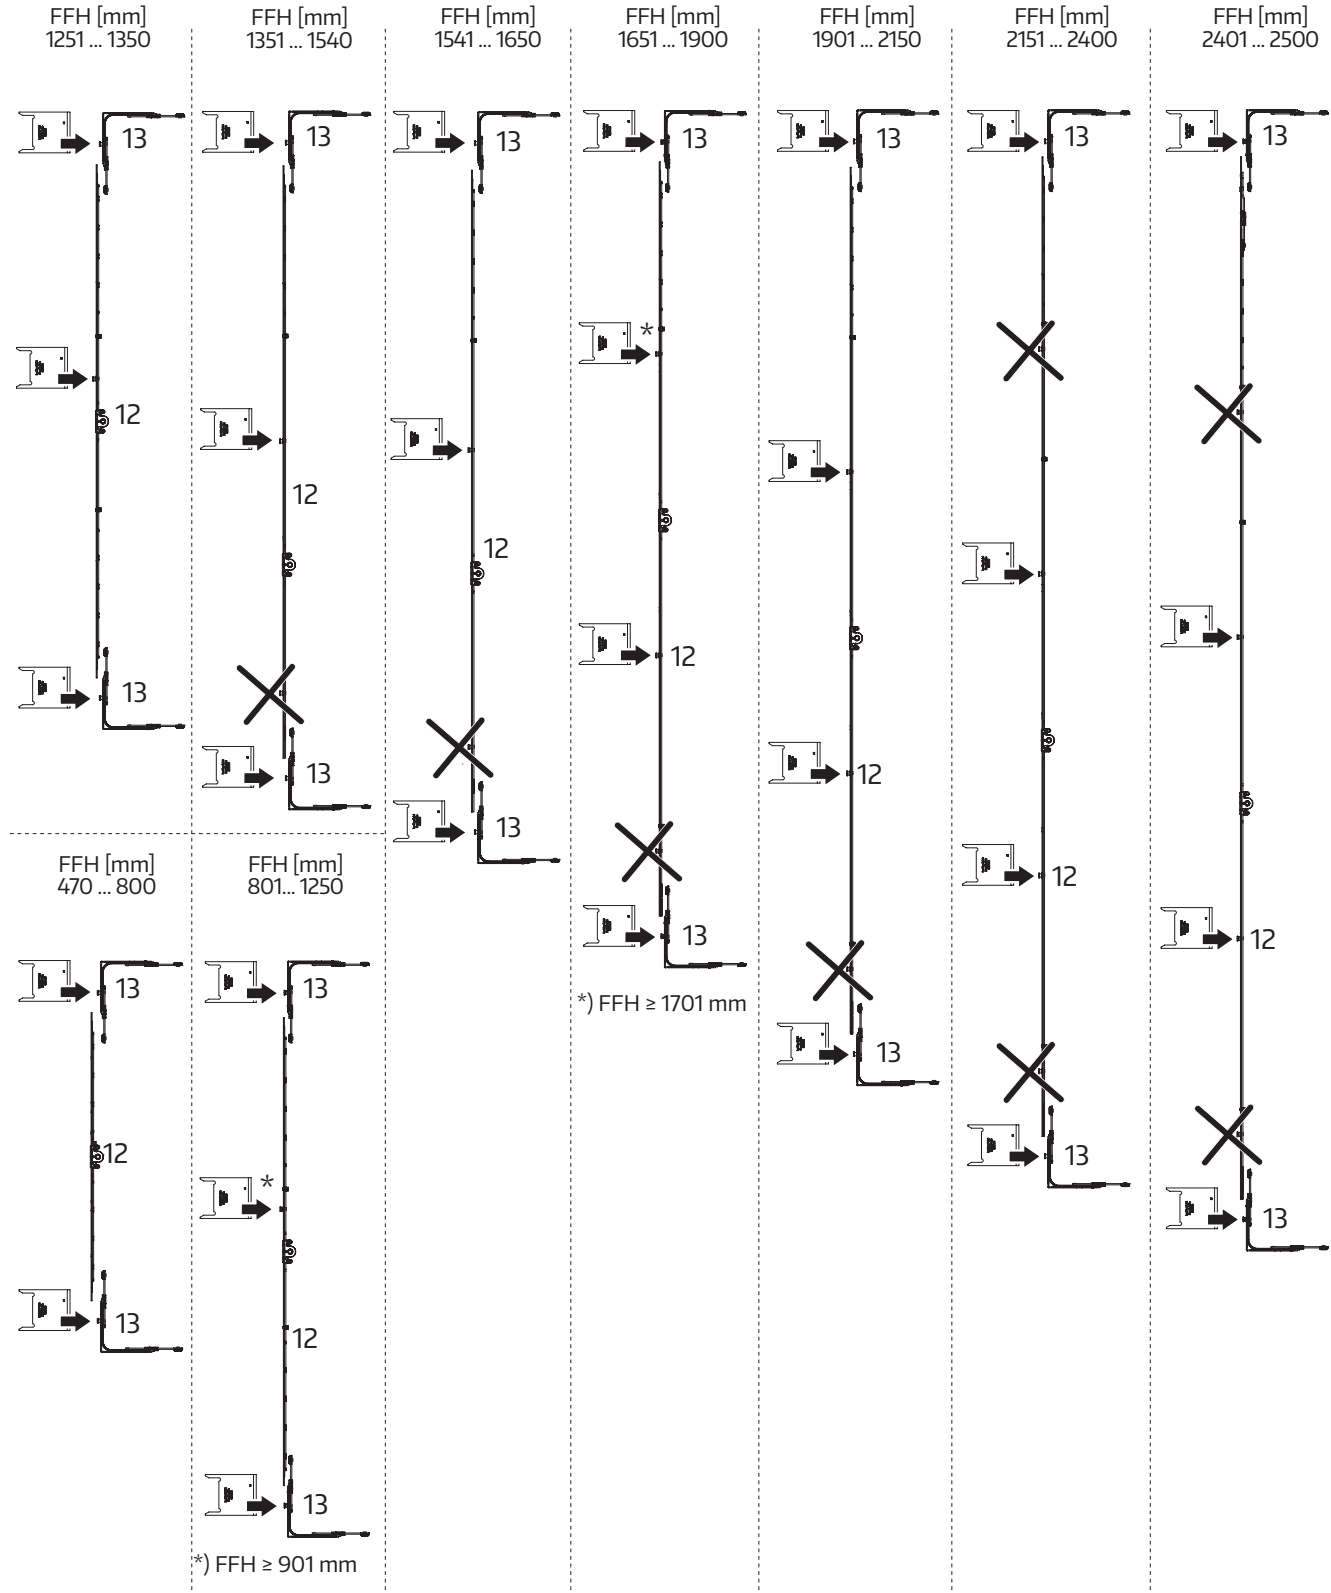 FFH [mm]
1251 ... 1350
13
12
13
FFH [mm]
1351 ... 1540
13
12
13
FFH [mm]
1541 ... 1650
13
12
13
FFH [mm]
1651 ... 1900
13
*
12
13
*) FFH ≥ 1701 mm
FFH [mm]
1901 ... 2150
13
12
13
FFH [mm]
2151 ... 2400
13
12
13
FFH [mm]
2401 ... 2500
13
12
13
FFH [mm]
470 ... 800
13
12
13
FFH [mm]
801... 1250
13
*
12
13
*) FFH ≥ 901 mm